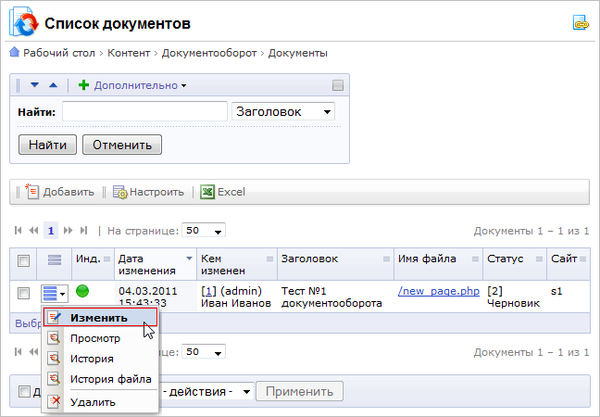 Список документов
Рабочий стол › Контент › Документооборот › Документы
Дополнительно
Найти: Заголовок
Найти Отменить
Добавить Настроить Excel
1 На странице: 50 Документы 1 – 1 из 1
Инд. Дата изменения Кем изменен Заголовок Имя файла Статус Сайт
04.03.2011 [1] (admin) Тест №1 /new_page.php [2] s1
15:43:33 Иван Иванов документооборота Черновик
Выбр
Изменить
Просмотр
50 Документы 1 – 1 из 1
История
История файла
- действия - Применить
Удалить